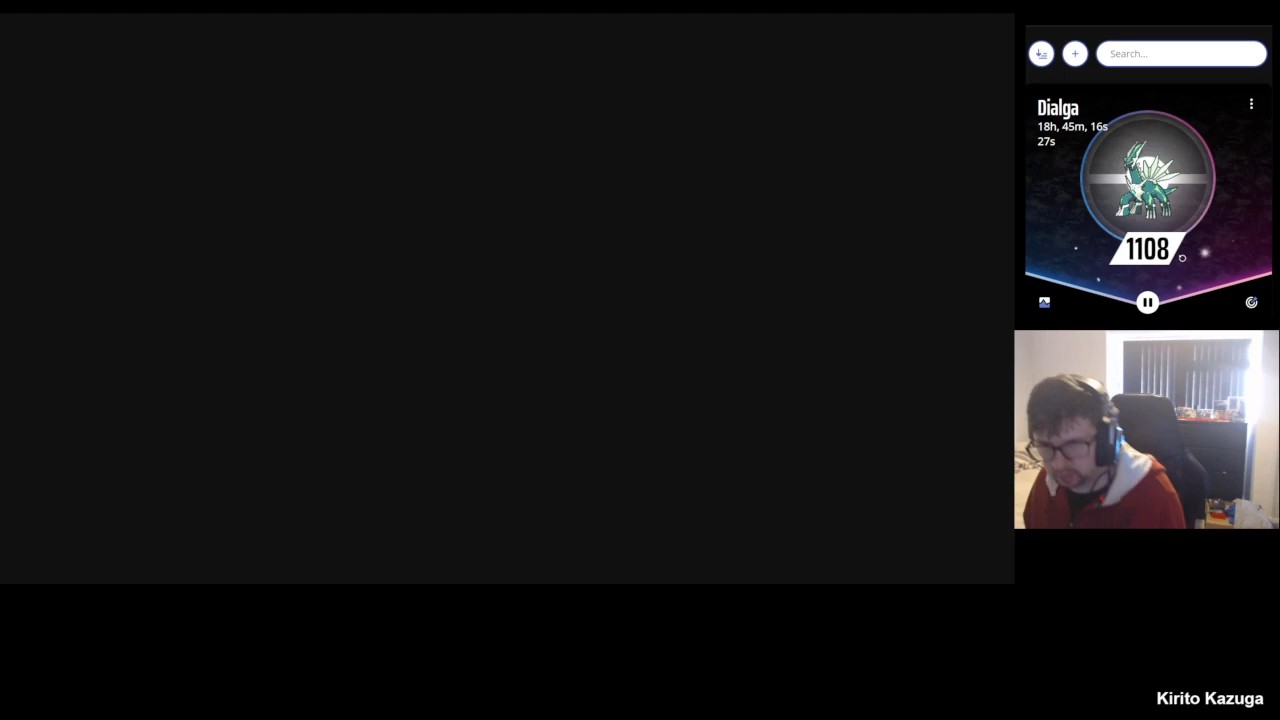 Search...
Dialga
18h, 45m, 16s
27s
1108
Kirito Kazuga